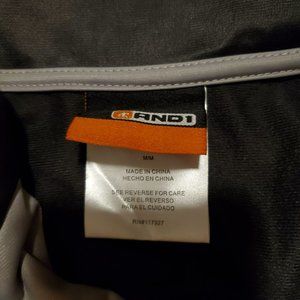 AND1
M/M
MADE IN CHINA
HECHO EN CHINA
SEE REVERSE FOR CARE
VER EL REVERSO
PARA EL CUIDADO